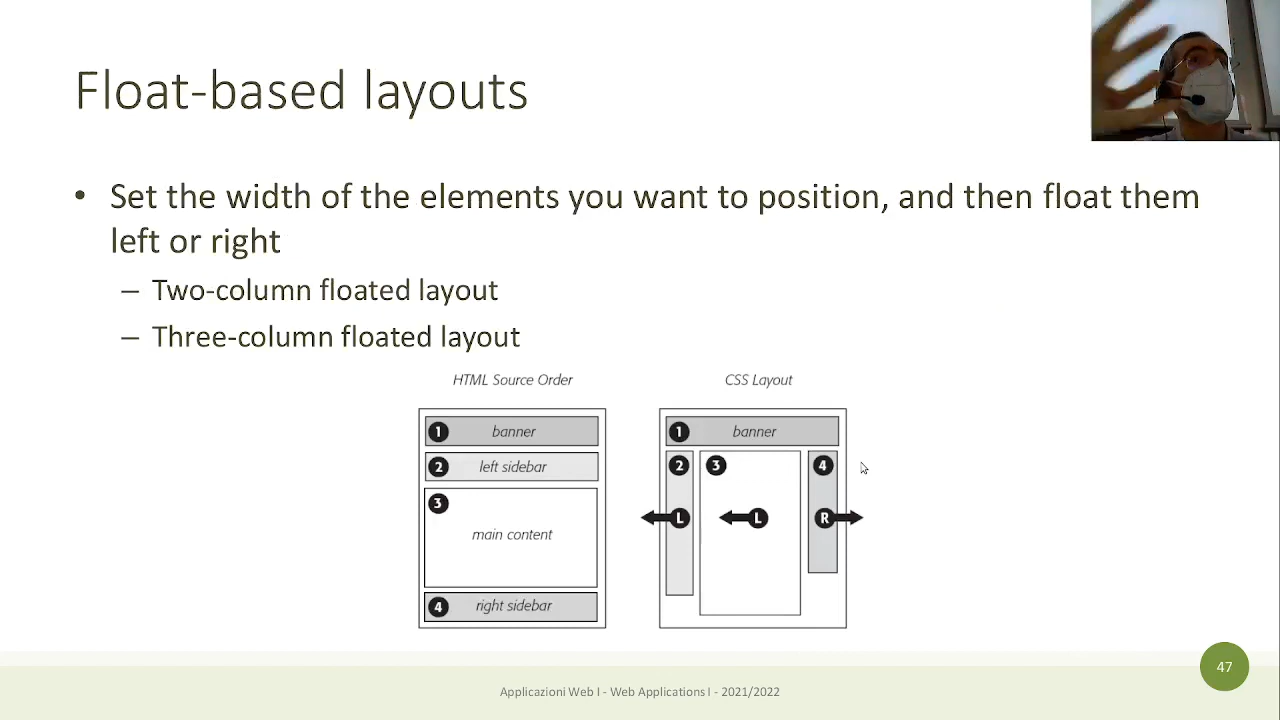 Float-based layouts
• Set the width of the elements you want to position, and then float them
left or right
– Two-column floated layout
– Three-column floated layout
HTML Source Order
CSS Layout
1 banner
2 left sidebar
3
main content
4 right sidebar
1 banner
2 3 4
L L R
47
Applicazioni Web I - Web Applications I - 2021/2022